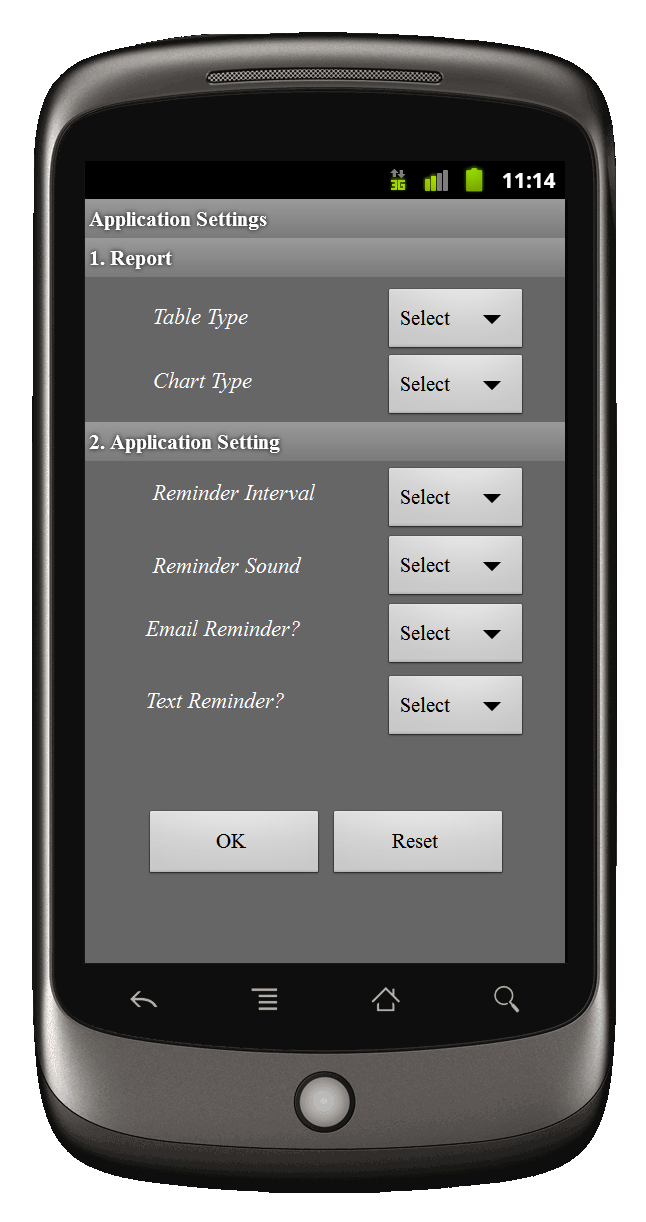 3G 11:14
Application Settings
1. Report
Table Type Select
Chart Type Select
2. Application Setting
Reminder Interval Select
Reminder Sound Select
Email Reminder? Select
Text Reminder? Select
OK Reset